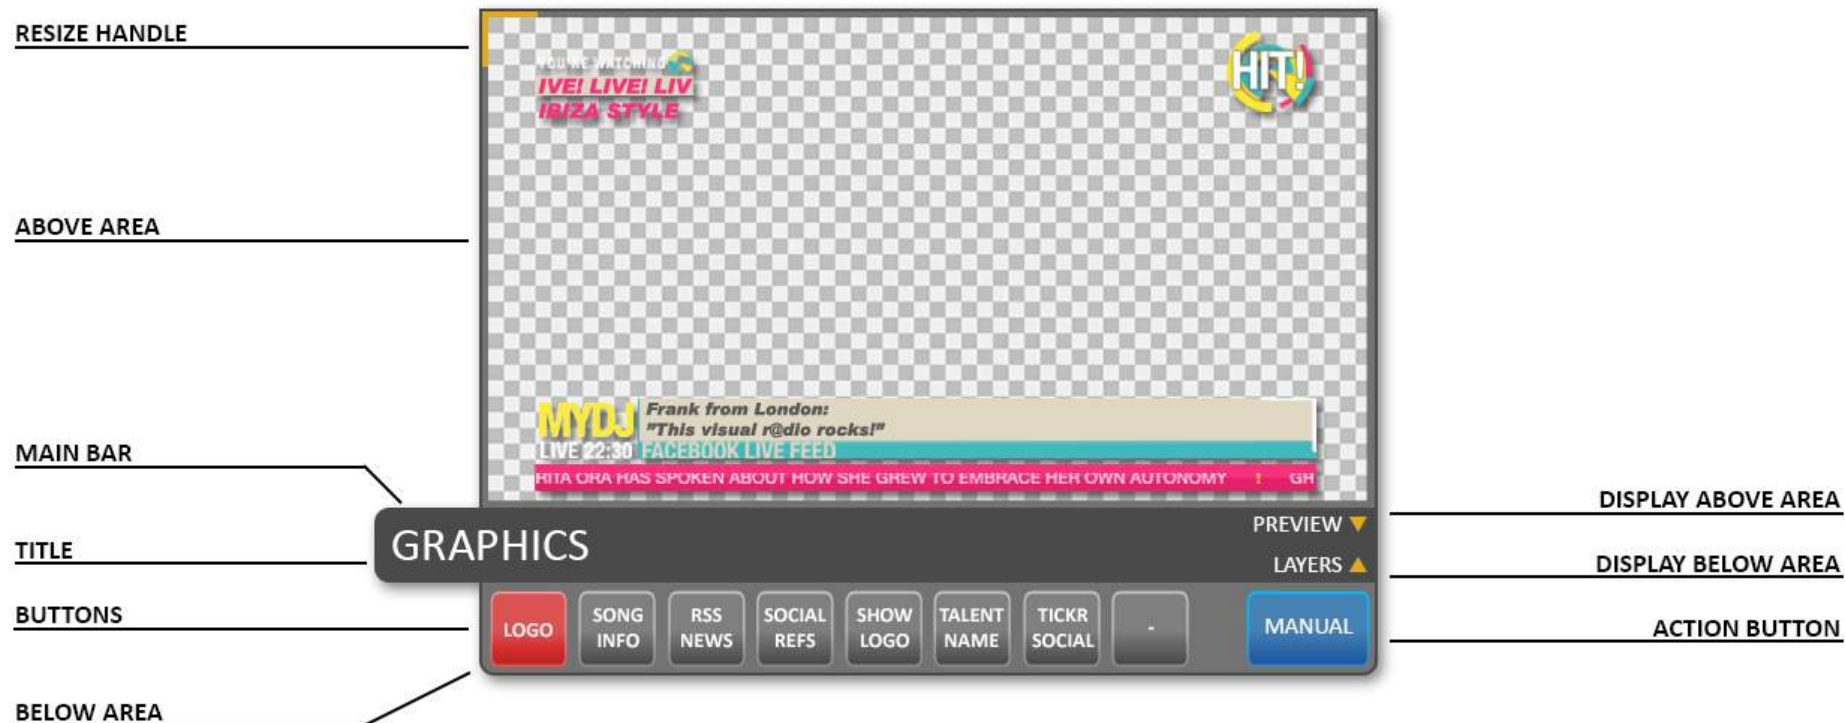 RESIZE HANDLE
YOU'RE WATCHING
IVE! LIVE! LIV
IBIZA STYLE
HIT!
ABOVE AREA
MYDJ
Frank from London:
"This visual r@dio rocks!"
LIVE 22:30 FACEBOOK LIVE FEED
RITA ORA HAS SPOKEN ABOUT HOW SHE GREW TO EMBRACE HER OWN AUTONOMY ! GH
MAIN BAR
DISPLAY ABOVE AREA
PREVIEW
TITLE
GRAPHICS
LAYERS
DISPLAY BELOW AREA
BUTTONS
LOGO
SONG
INFO
RSS
NEWS
SOCIAL
REFS
SHOW
LOGO
TALENT
NAME
TICKR
SOCIAL
-
MANUAL
ACTION BUTTON
BELOW AREA